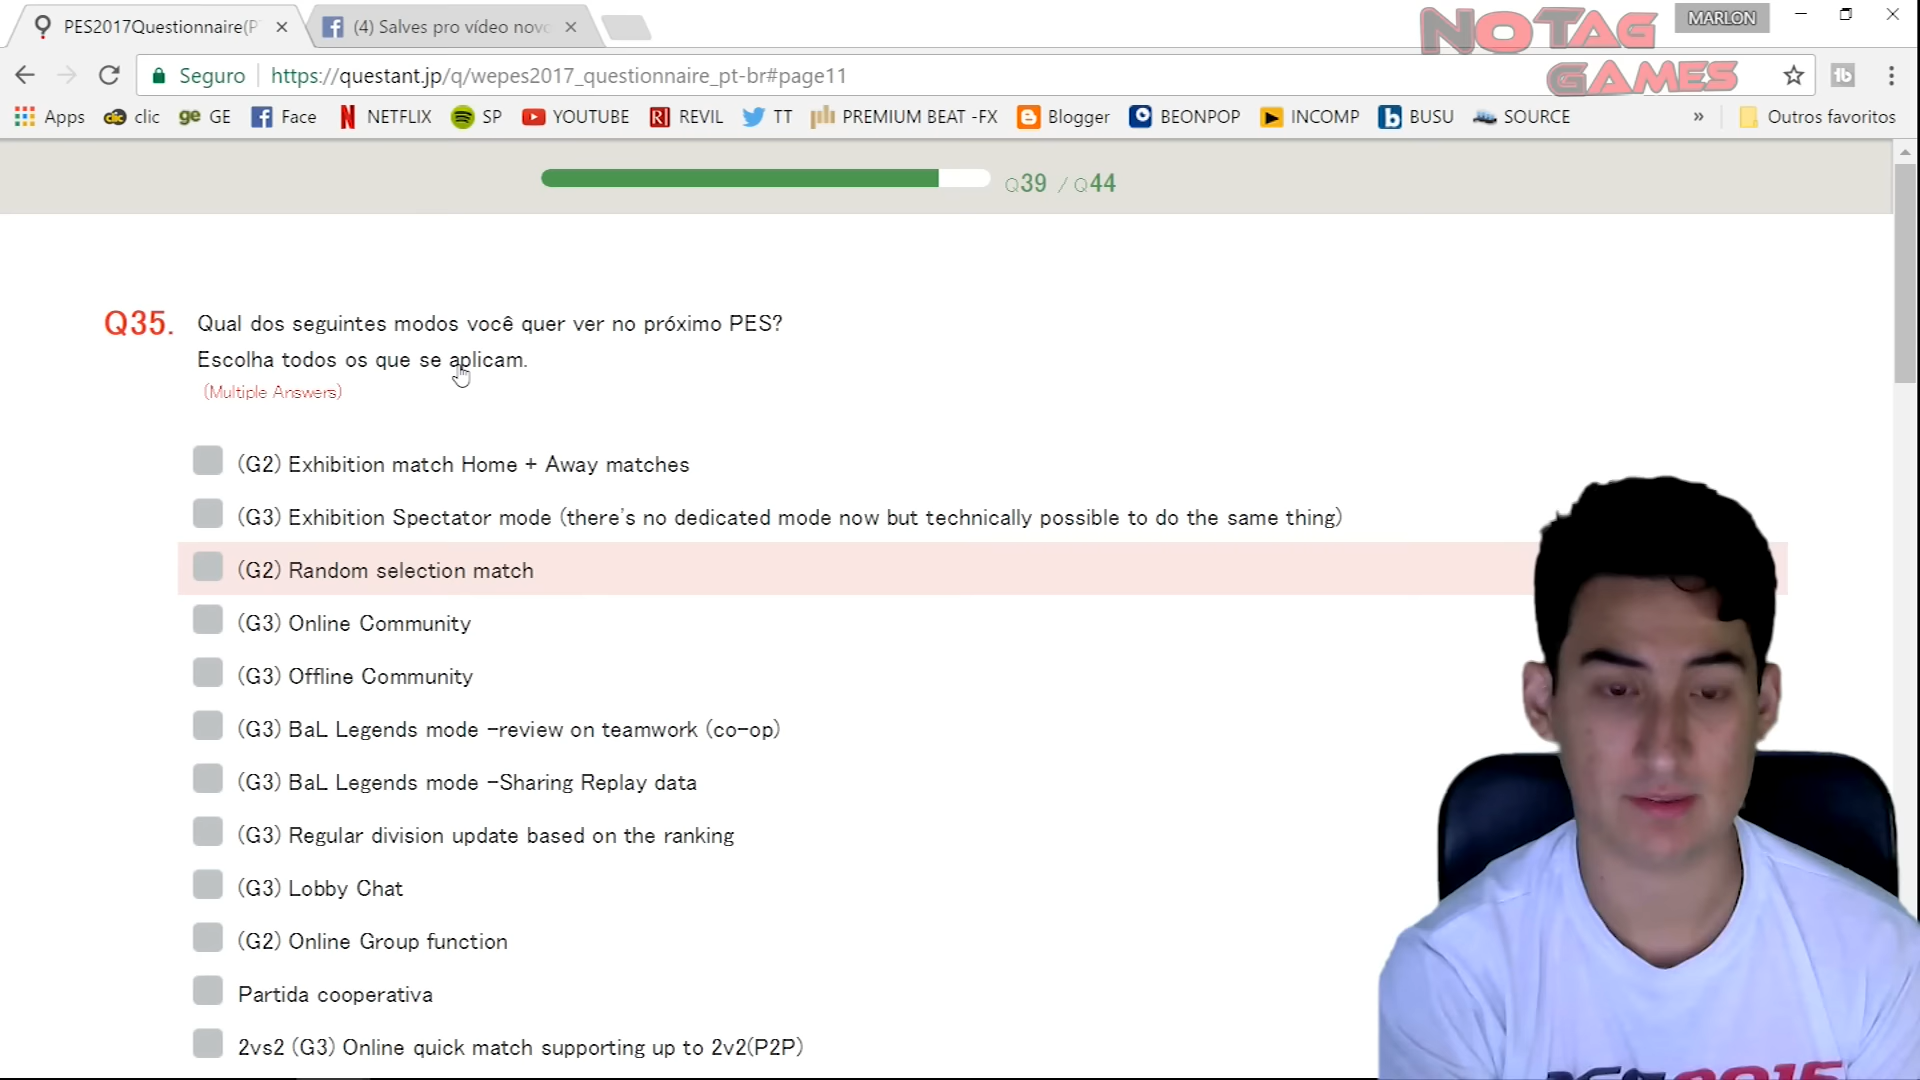 PES2017Questionnaire(P
(4) Salves pro vídeo novo
NOTAG
GAMES
MARLON
Seguro
https://questant.jp/q/wepes2017_questionnaire_pt-br#page11
Apps
clic
GE
Face
NETFLIX
SP
YOUTUBE
REVIL
TT
PREMIUM BEAT -FX
Blogger
BEONPOP
INCOMP
BUSU
SOURCE
»
Outros favoritos
Q39 / Q44
Q35. Qual dos seguintes modos você quer ver no próximo PES?
Escolha todos os que se aplicam.
(Multiple Answers)
(G2) Exhibition match Home + Away matches
(G3) Exhibition Spectator mode (there's no dedicated mode now but technically possible to do the same thing)
(G2) Random selection match
(G3) Online Community
(G3) Offline Community
(G3) BaL Legends mode -review on teamwork (co-op)
(G3) BaL Legends mode -Sharing Replay data
(G3) Regular division update based on the ranking
(G3) Lobby Chat
(G2) Online Group function
Partida cooperativa
2vs2 (G3) Online quick match supporting up to 2v2(P2P)